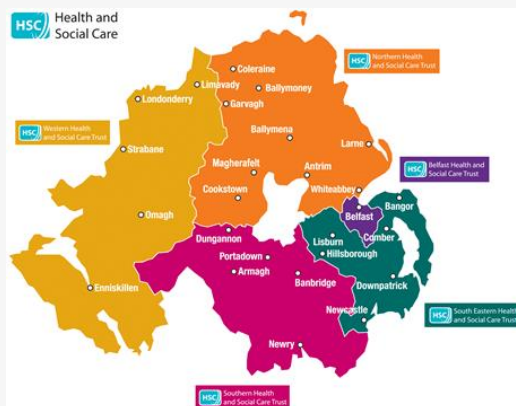 HSC Health and
Social Care
HSC Northern Health
and Social Care Trust
Coleraine
Limavady
Ballymoney
Londonderry
Garvagh
HSC Western Health
and Social Care Trust
Ballymena
Larne
Strabane
HSC Belfast Health and
Social Care Trust
Magherafelt
Antrim
Cookstown
Whiteabbey
Bangor
Omagh
Belfast
Dungannon
Comber
Lisburn
Portadown
Hillsborough
Armagh
Banbridge
Downpatrick
Enniskillen
Newcastle
HSC South Eastern Health
and Social Care Trust
Newry
HSC Southern Health
and Social Care Trust